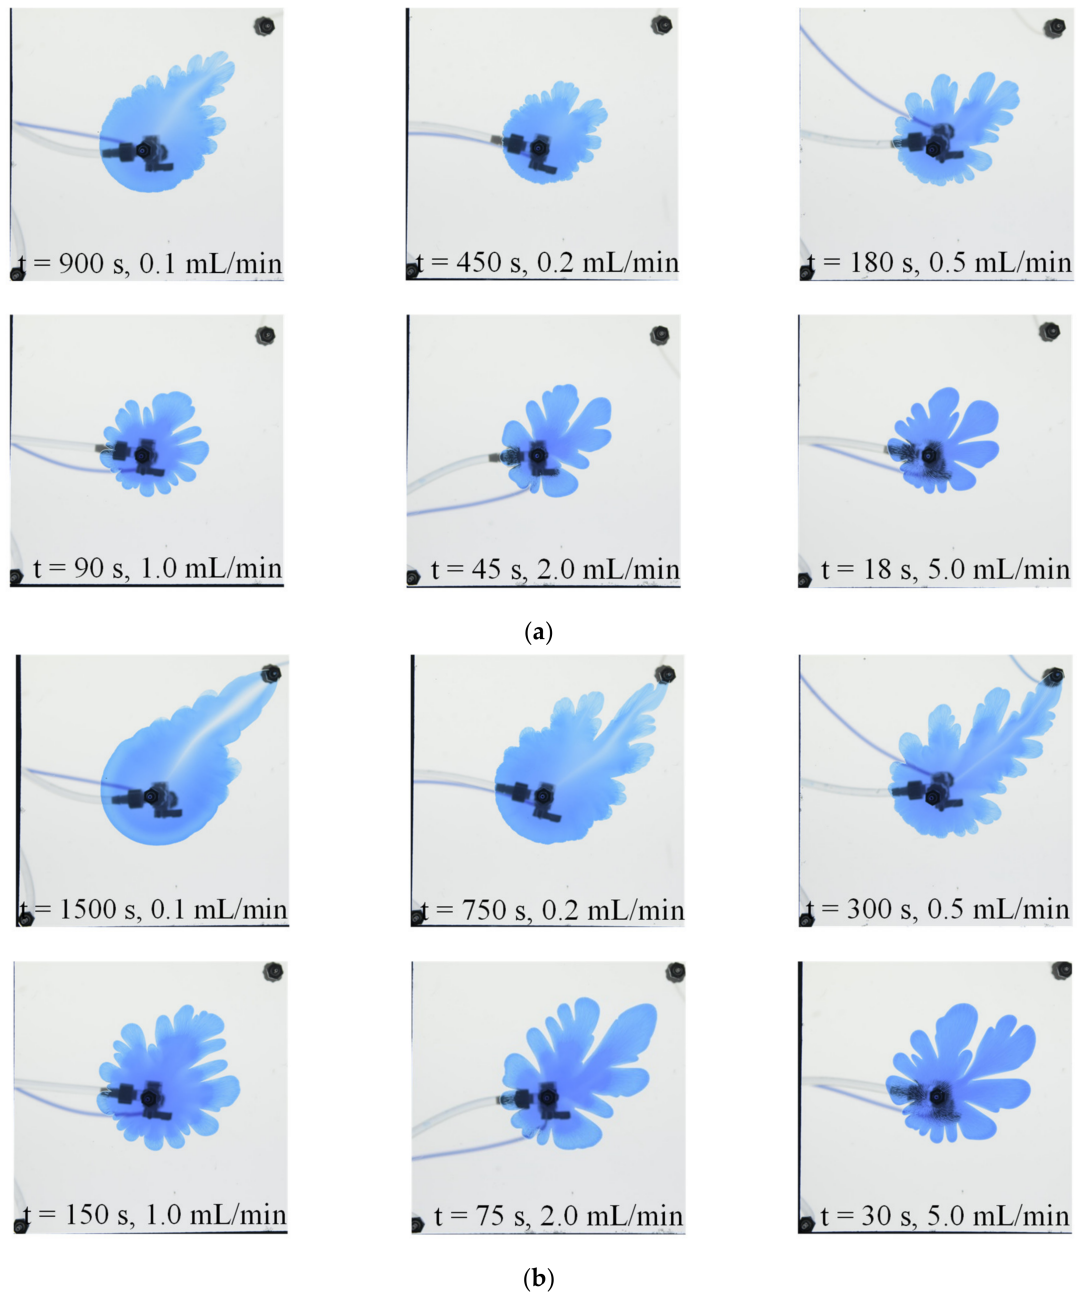 t = 900 s, 0.1 mL/min
t = 450 s, 0.2 mL/min
t = 180 s, 0.5 mL/min
t = 90 s, 1.0 mL/min
t = 45 s, 2.0 mL/min
t = 18 s, 5.0 mL/min
(a)
t = 1500 s, 0.1 mL/min
t = 750 s, 0.2 mL/min
t = 300 s, 0.5 mL/min
t = 150 s, 1.0 mL/min
t = 75 s, 2.0 mL/min
t = 30 s, 5.0 mL/min
(b)